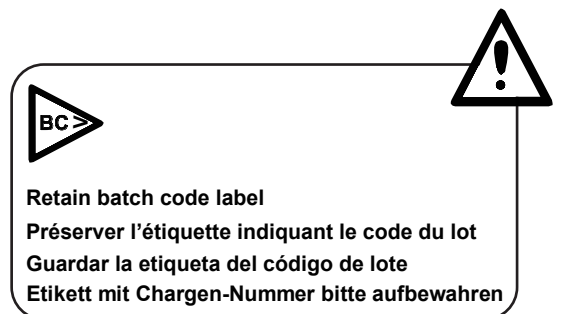 BC>
Retain batch code label
Préserver l'étiquette indiquant le code du lot
Guardar la etiqueta del código de lote
Etikett mit Chargen-Nummer bitte aufbewahren